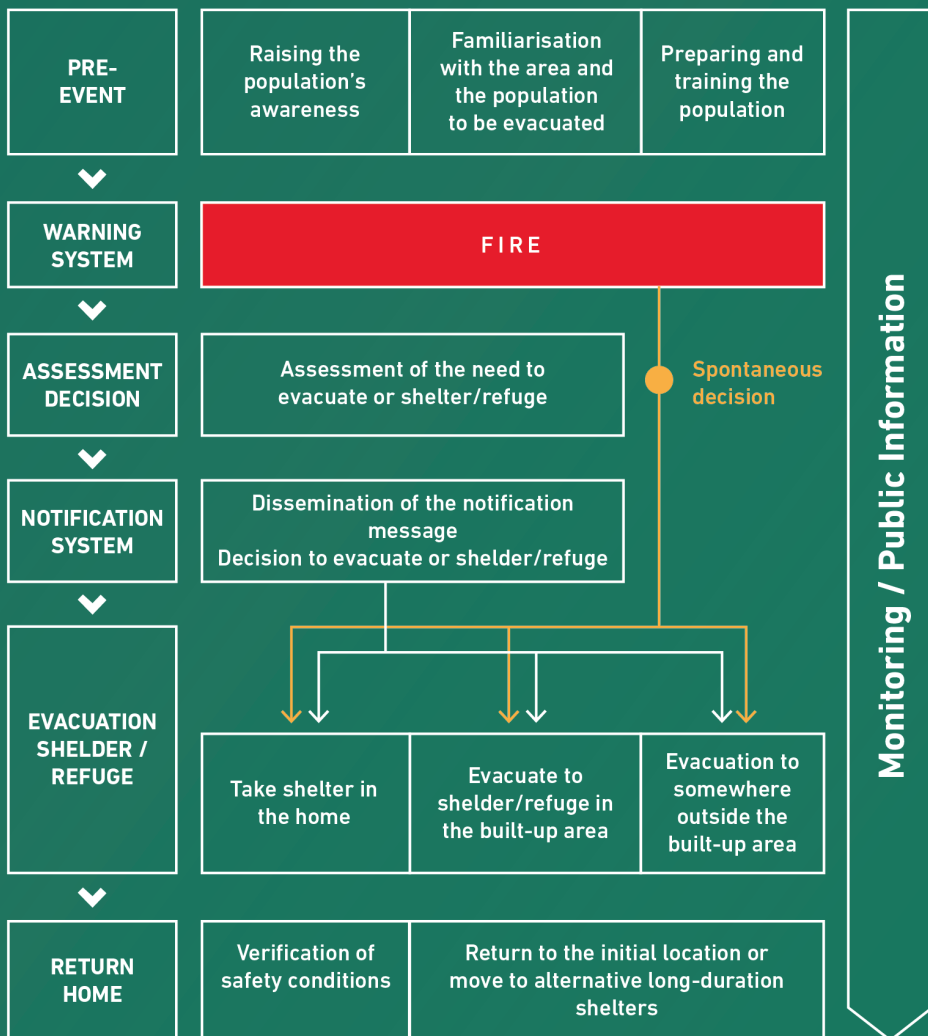 PRE-
EVENT
Raising the
population's
awareness
Familiarisation
with the area and
the population
to be evacuated
Preparing and
training the
population
WARNING
SYSTEM
FIRE
ASSESSMENT
DECISION
Assessment of the need to
evacuate or shelter/refuge
Spontaneous
decision
NOTIFICATION
SYSTEM
Dissemination of the notification
message
Decision to evacuate or shelder/refuge
EVACUATION
SHELDER /
REFUGE
Take shelter in
the home
Evacuate to
shelder/refuge in
the built-up area
Evacuation to
somewhere
outside the
built-up area
RETURN
HOME
Verification of
safety conditions
Return to the initial location or
move to alternative long-duration
shelters
Monitoring / Public Information